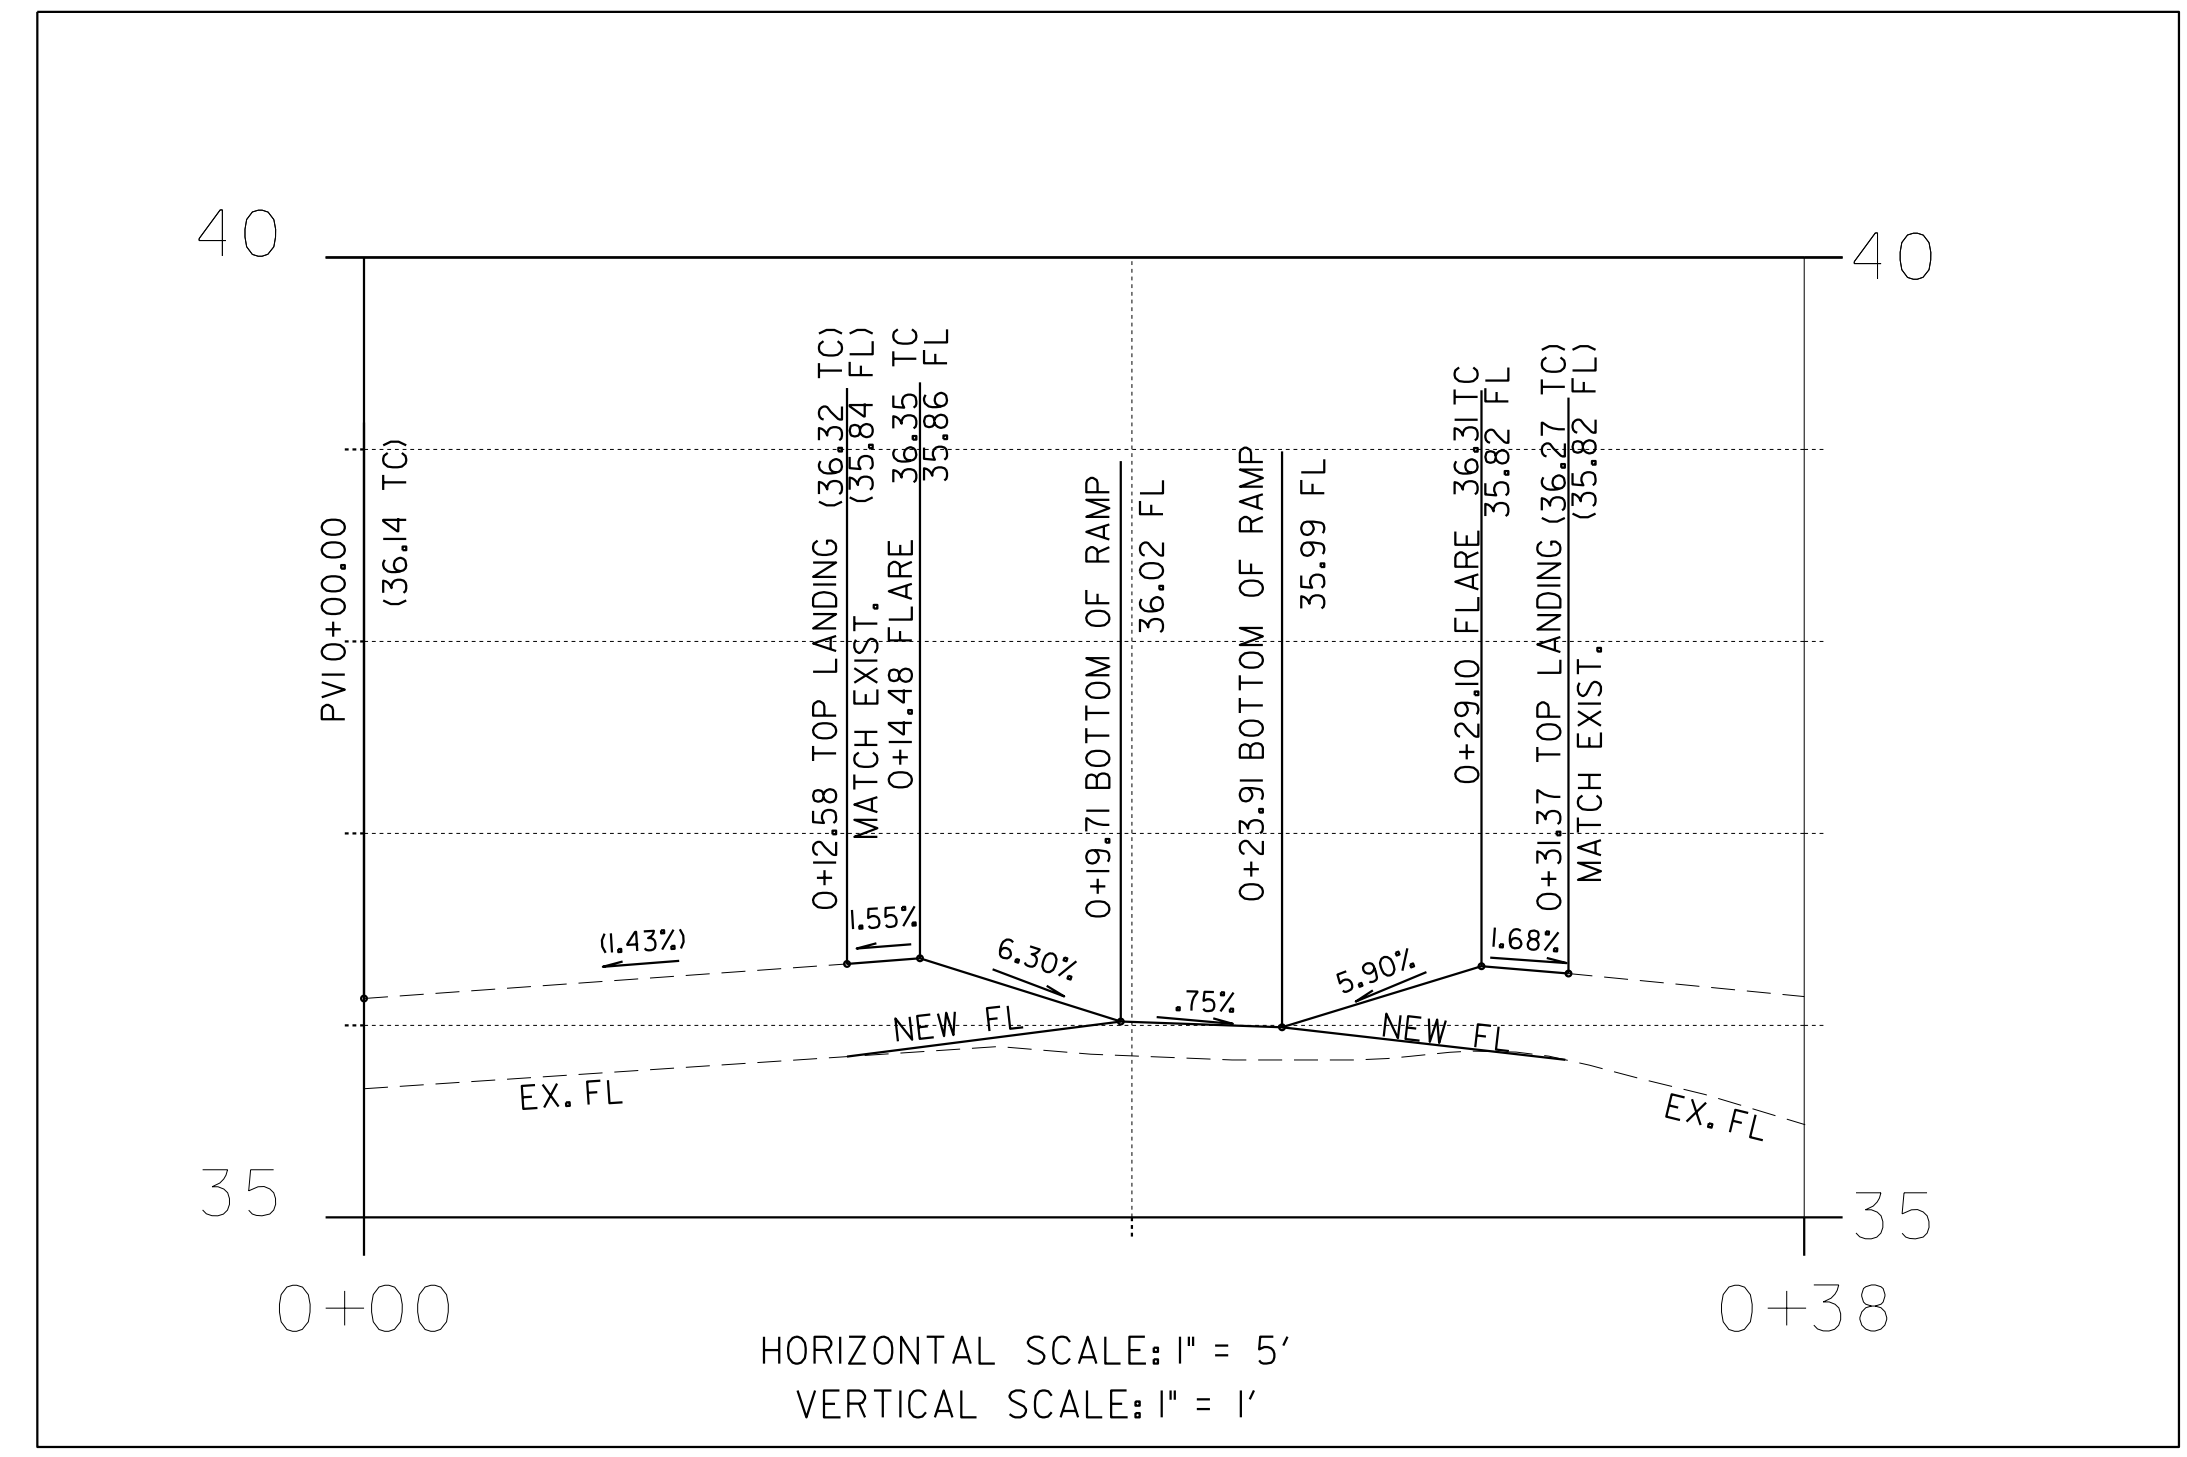 40
40
PVI 0+00.00
(36.14 TC)
0+12.58 TOP LANDING (36.32 TC)
MATCH EXIST. (35.84 FL)
0+14.48 FLARE 36.35 TC
35.86 FL
0+19.71 BOTTOM OF RAMP
36.02 FL
0+23.91 BOTTOM OF RAMP
35.99 FL
0+29.10 FLARE 36.31TC
35.82 FL
0+31.37 TOP LANDING (36.27 TC)
MATCH EXIST. (35.82 FL)
(1.43%)
1.55%
6.30%
.75%
5.90%
1.68%
NEW FL
NEW FL
EX. FL
EX. FL
35
35
0+00
0+38
HORIZONTAL SCALE: 1" = 5'
VERTICAL SCALE: 1" = 1'